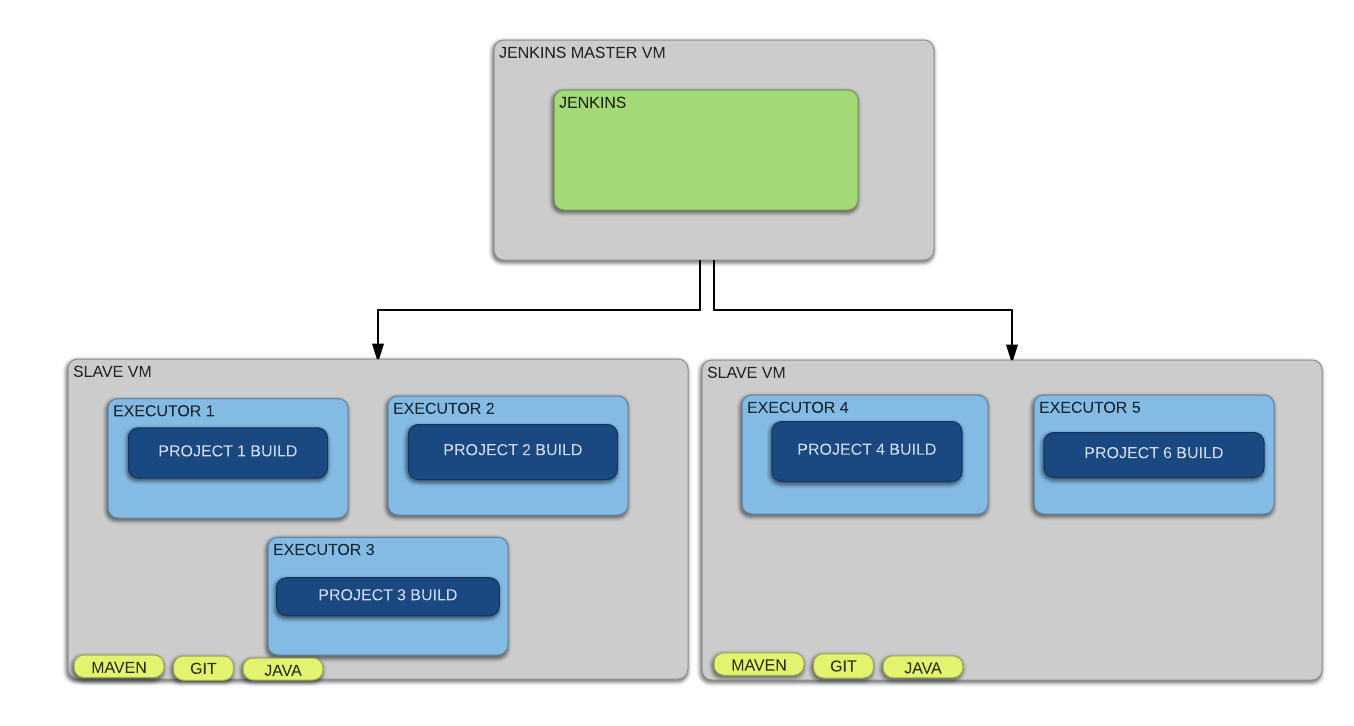 JENKINS MASTER VM
JENKINS
SLAVE VM
EXECUTOR 1
PROJECT 1 BUILD
EXECUTOR 2
PROJECT 2 BUILD
EXECUTOR 3
PROJECT 3 BUILD
MAVEN
GIT
JAVA
SLAVE VM
EXECUTOR 4
PROJECT 4 BUILD
EXECUTOR 5
PROJECT 6 BUILD
MAVEN
GIT
JAVA